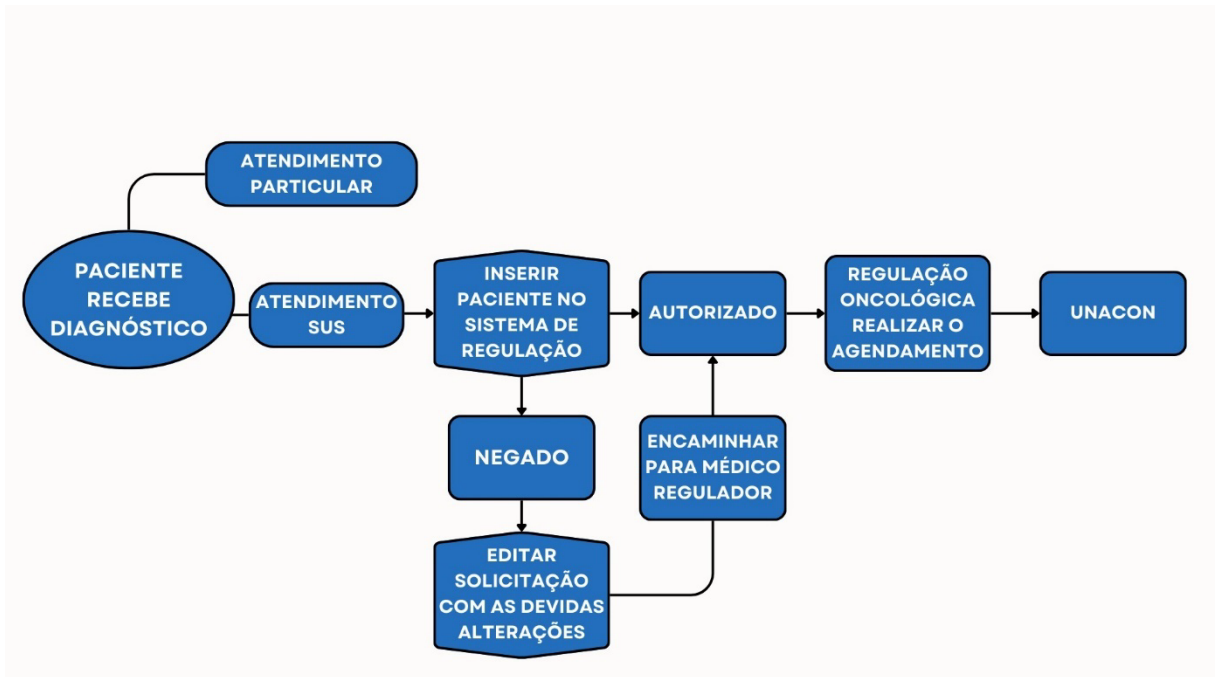 ATENDIMENTO
PARTICULAR
PACIENTE
RECEBE
DIAGNÓSTICO
ATENDIMENTO
SUS
INSERIR
PACIENTE NO
SISTEMA DE
REGULAÇÃO
AUTORIZADO
REGULAÇÃO
ONCOLÓGICA
REALIZAR O
AGENDAMENTO
UNACON
NEGADO
ENCAMINHAR
PARA MÉDICO
REGULADOR
EDITAR
SOLICITAÇÃO
COM AS DEVIDAS
ALTERAÇÕES